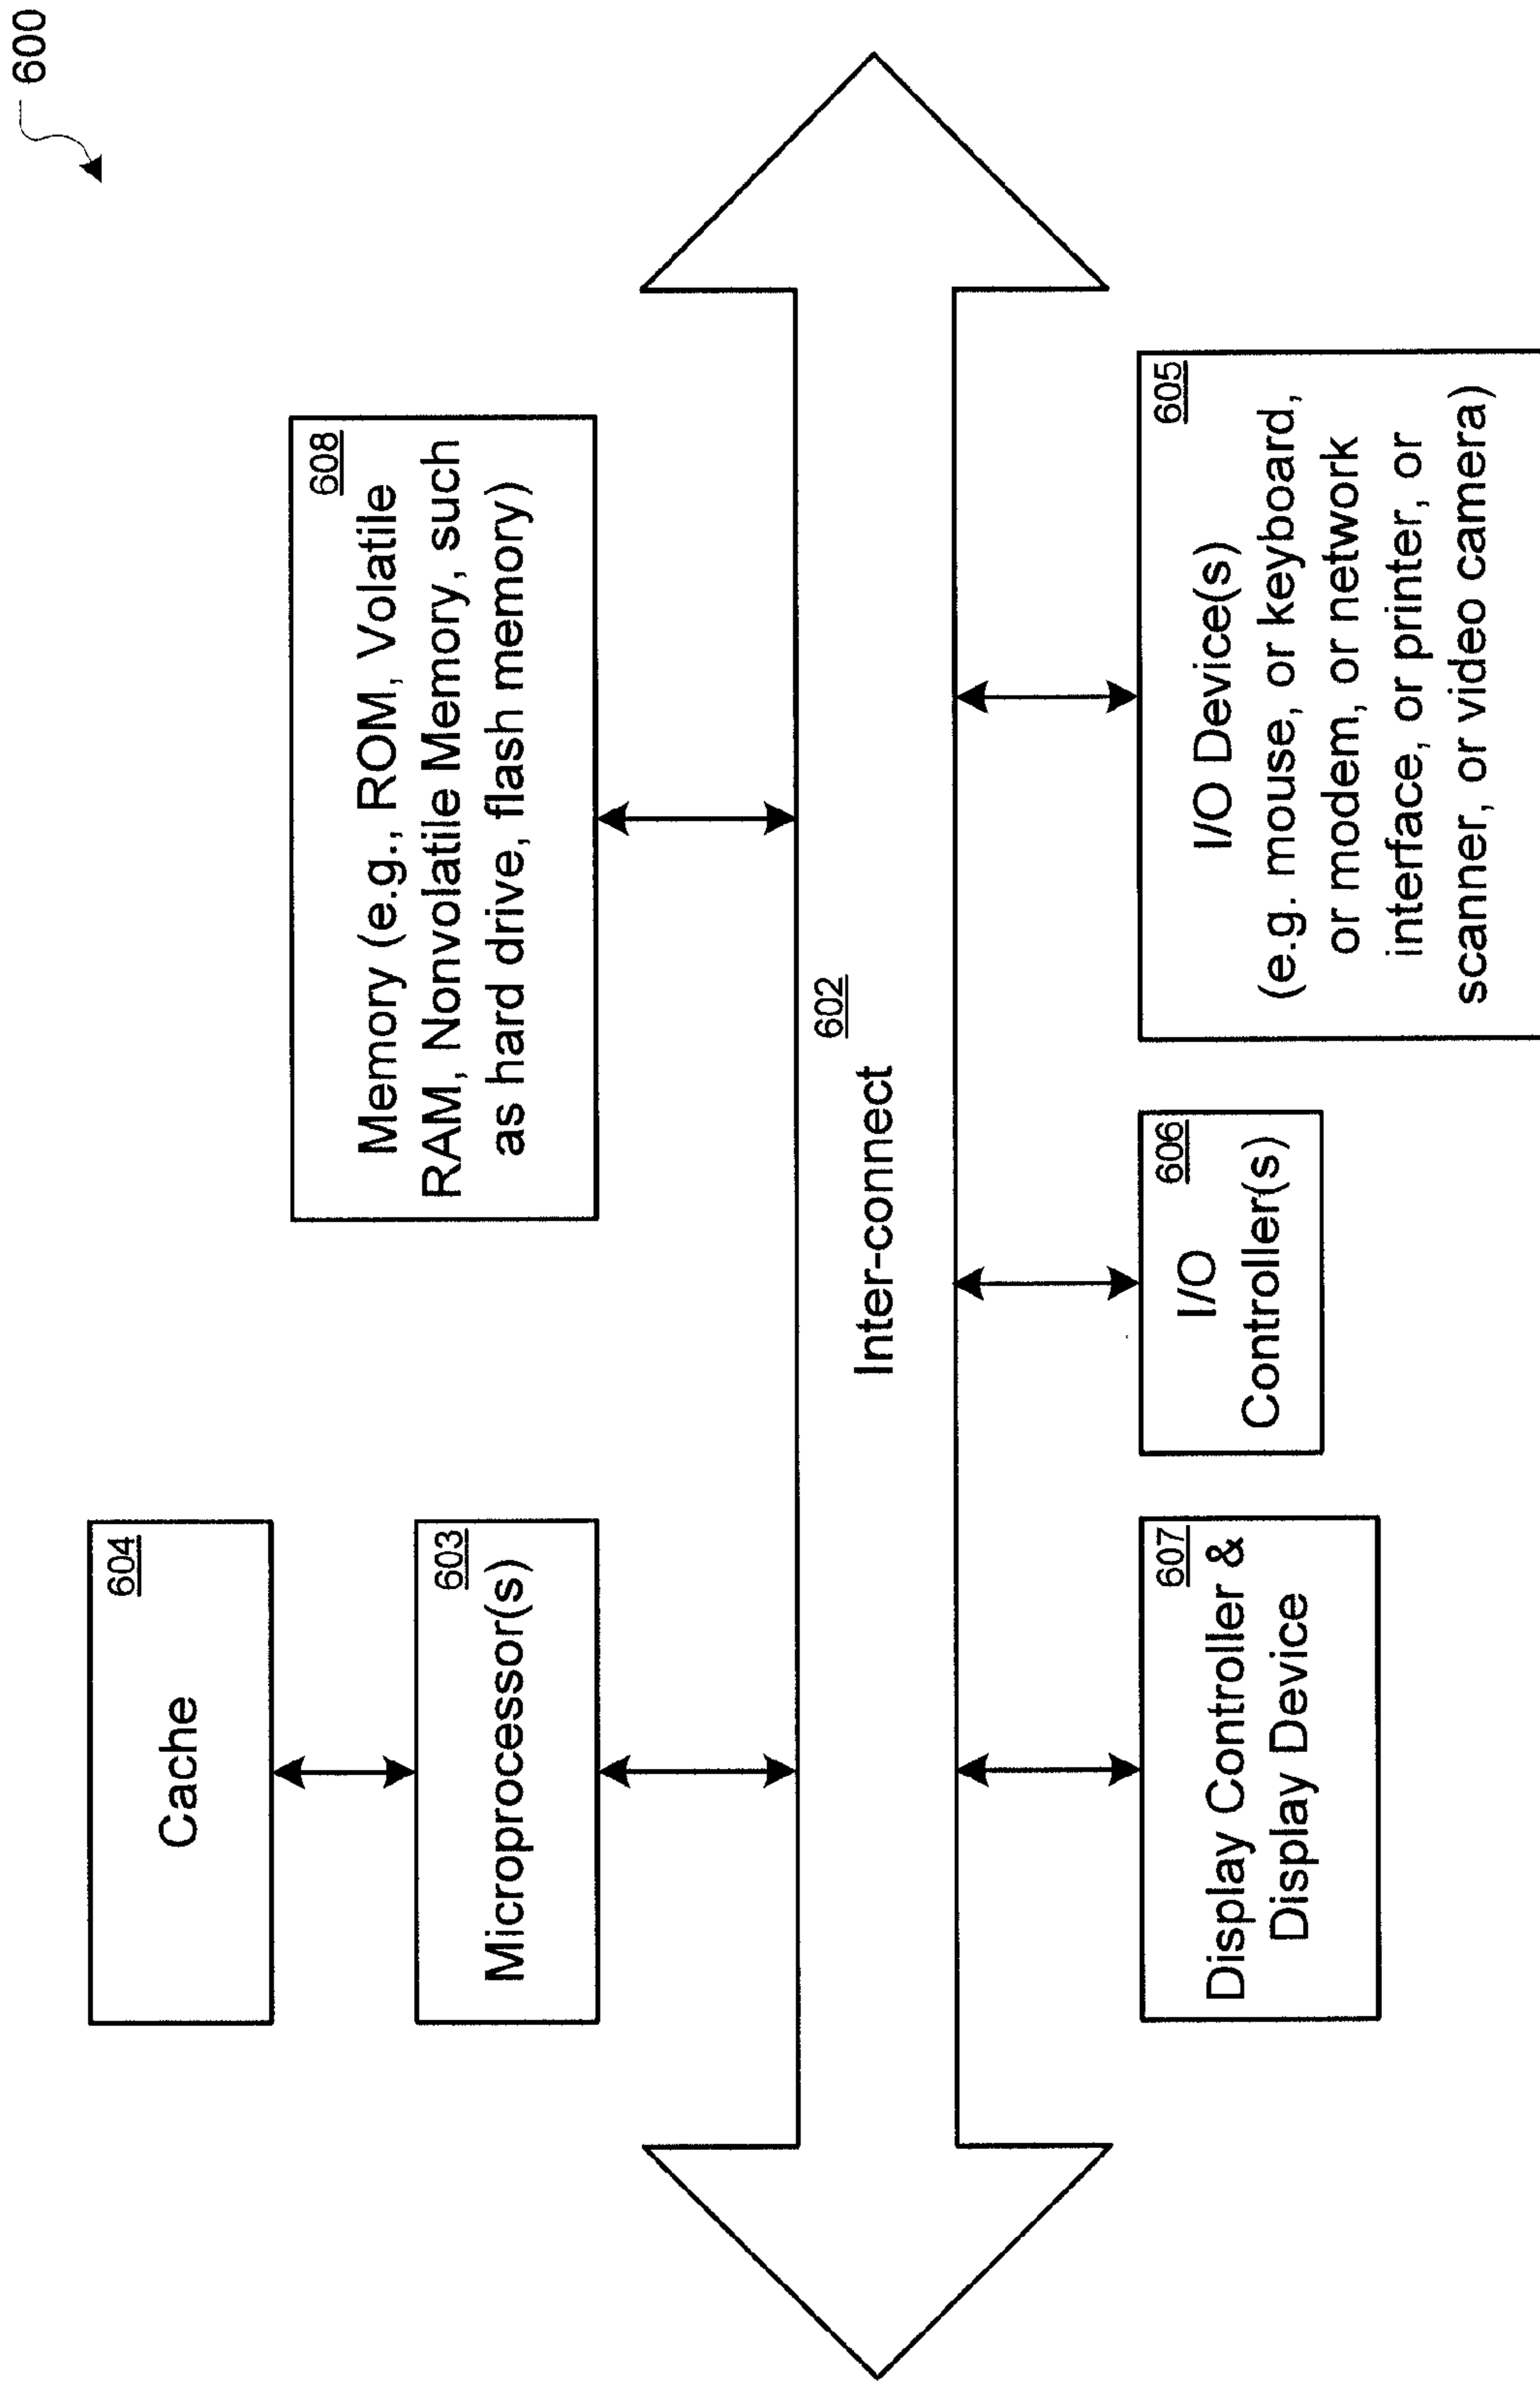 600
604
Cache
603
Microprocessor(s)
608
Memory (e.g., ROM, Volatile
RAM, Nonvolatile Memory, such
as hard drive, flash memory)
602
Inter-connect
607
Display Controller &
Display Device
606
I/O
Controller(s)
605
I/O Device(s)
(e.g. mouse, or keyboard,
or modem, or network
interface, or printer, or
scanner, or video camera)